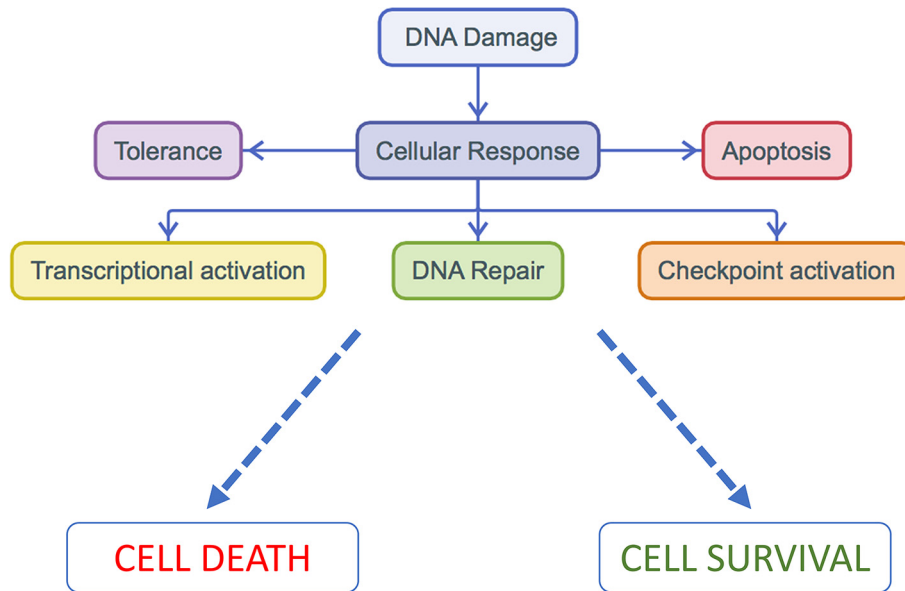 DNA Damage
Tolerance
Cellular Response
Apoptosis
Transcriptional activation
DNA Repair
Checkpoint activation
CELL DEATH
CELL SURVIVAL